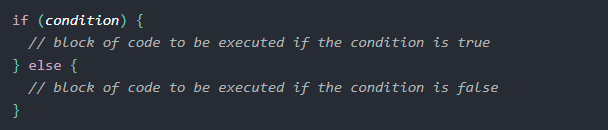 if (condition) {
  // block of code to be executed if the condition is true
} else {
  // block of code to be executed if the condition is false
}